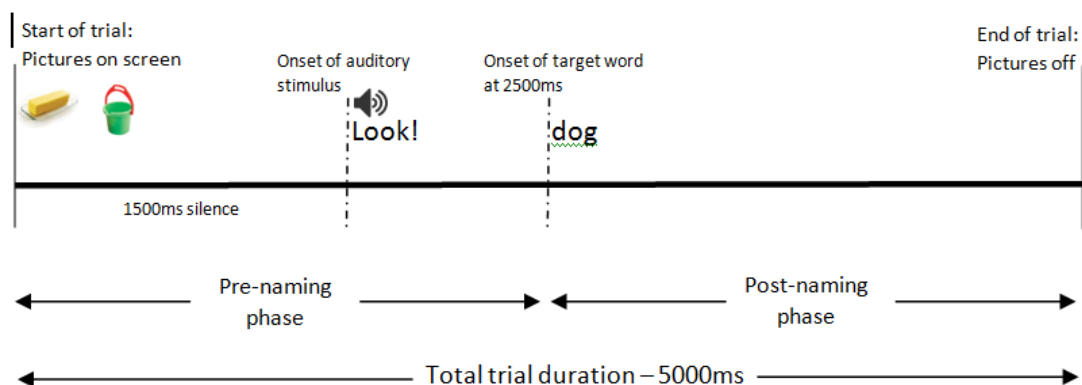 Start of trial:
Pictures on screen
Onset of auditory
stimulus
Look!
Onset of target word
at 2500ms
dog
End of trial:
Pictures off
1500ms silence
Pre-naming
phase
Post-naming
phase
Total trial duration – 5000ms